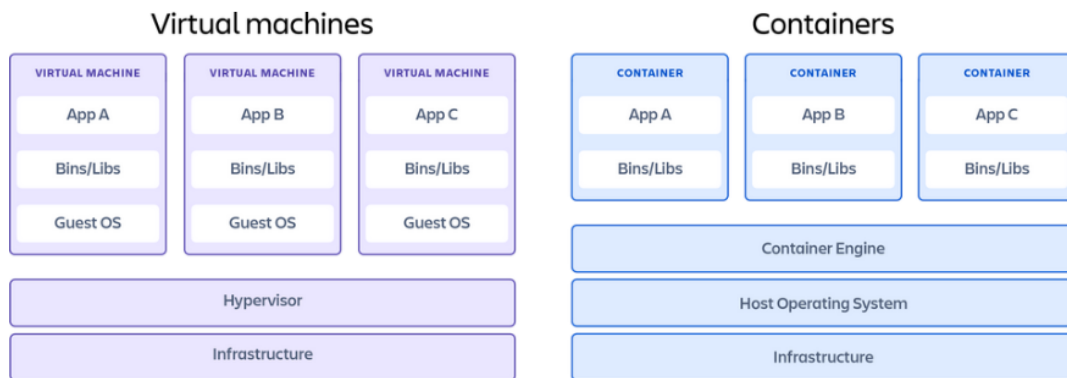 Virtual machines
VIRTUAL MACHINE
App A
Bins/Libs
Guest OS
VIRTUAL MACHINE
App B
Bins/Libs
Guest OS
VIRTUAL MACHINE
App C
Bins/Libs
Guest OS
Hypervisor
Infrastructure
Containers
CONTAINER
App A
Bins/Libs
CONTAINER
App B
Bins/Libs
CONTAINER
App C
Bins/Libs
Container Engine
Host Operating System
Infrastructure